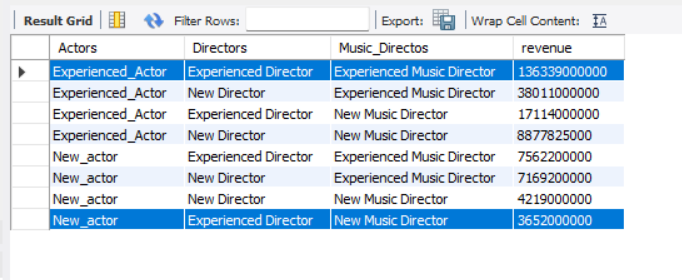 Result Grid Filter Rows: Export: Wrap Cell Content: IA
Actors Directors Music_Directos revenue
Experienced_Actor Experienced Director Experienced Music Director 136339000000
Experienced_Actor New Director Experienced Music Director 38011000000
Experienced_Actor Experienced Director New Music Director 17114000000
Experienced_Actor New Director New Music Director 8877825000
New_actor Experienced Director Experienced Music Director 7562200000
New_actor New Director Experienced Music Director 7169200000
New_actor New Director New Music Director 4219000000
New_actor Experienced Director New Music Director 3652000000